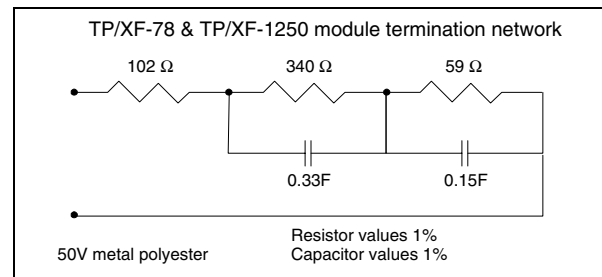 TP/XF-78 & TP/XF-1250 module termination network
102 Ω 340 Ω 59 Ω
0.33F 0.15F
Resistor values 1%
50V metal polyester Capacitor values 1%